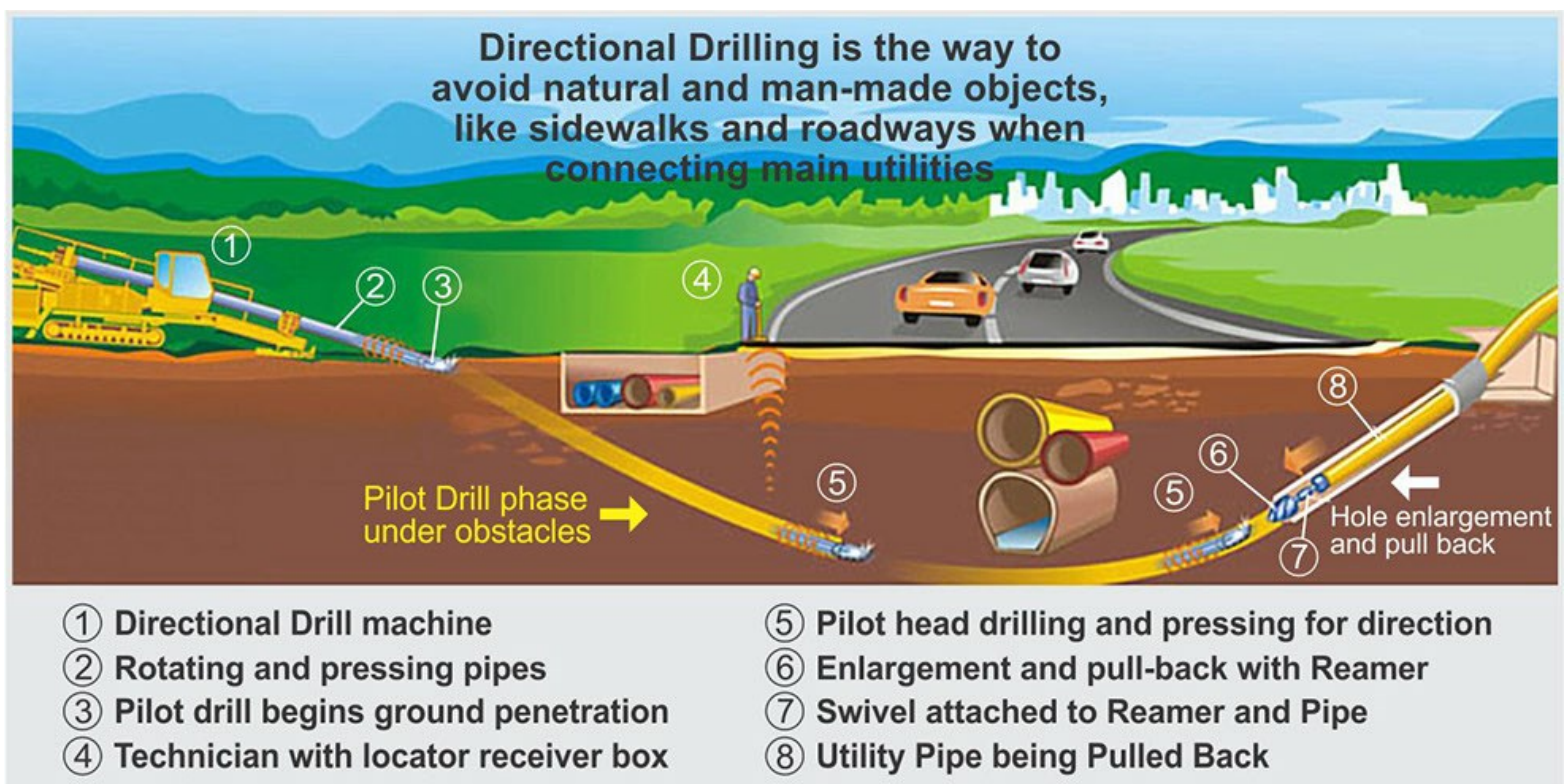 Directional Drilling is the way to
avoid natural and man-made objects,
like sidewalks and roadways when
connecting main utilities
①
②
③
④
⑤
⑤
⑥
⑦
⑧
Pilot Drill phase
under obstacles
Hole enlargement
and pull back
① Directional Drill machine
② Rotating and pressing pipes
③ Pilot drill begins ground penetration
④ Technician with locator receiver box
⑤ Pilot head drilling and pressing for direction
⑥ Enlargement and pull-back with Reamer
⑦ Swivel attached to Reamer and Pipe
⑧ Utility Pipe being Pulled Back